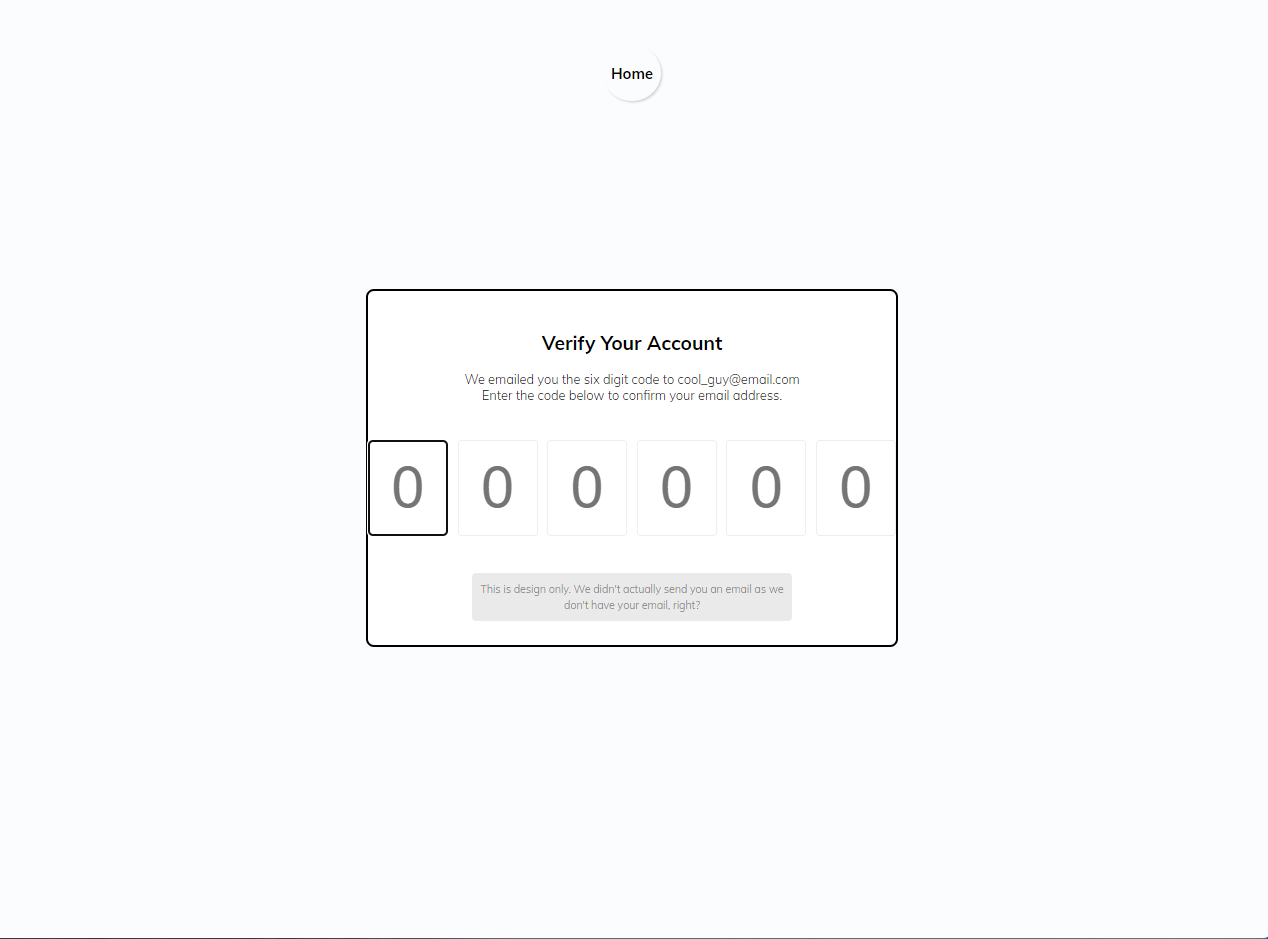 Home
Verify Your Account
We emailed you the six digit code to cool_guy@email.com
Enter the code below to confirm your email address.
0 0 0 0 0 0
This is design only. We didn't actually send you an email as we
don't have your email, right?